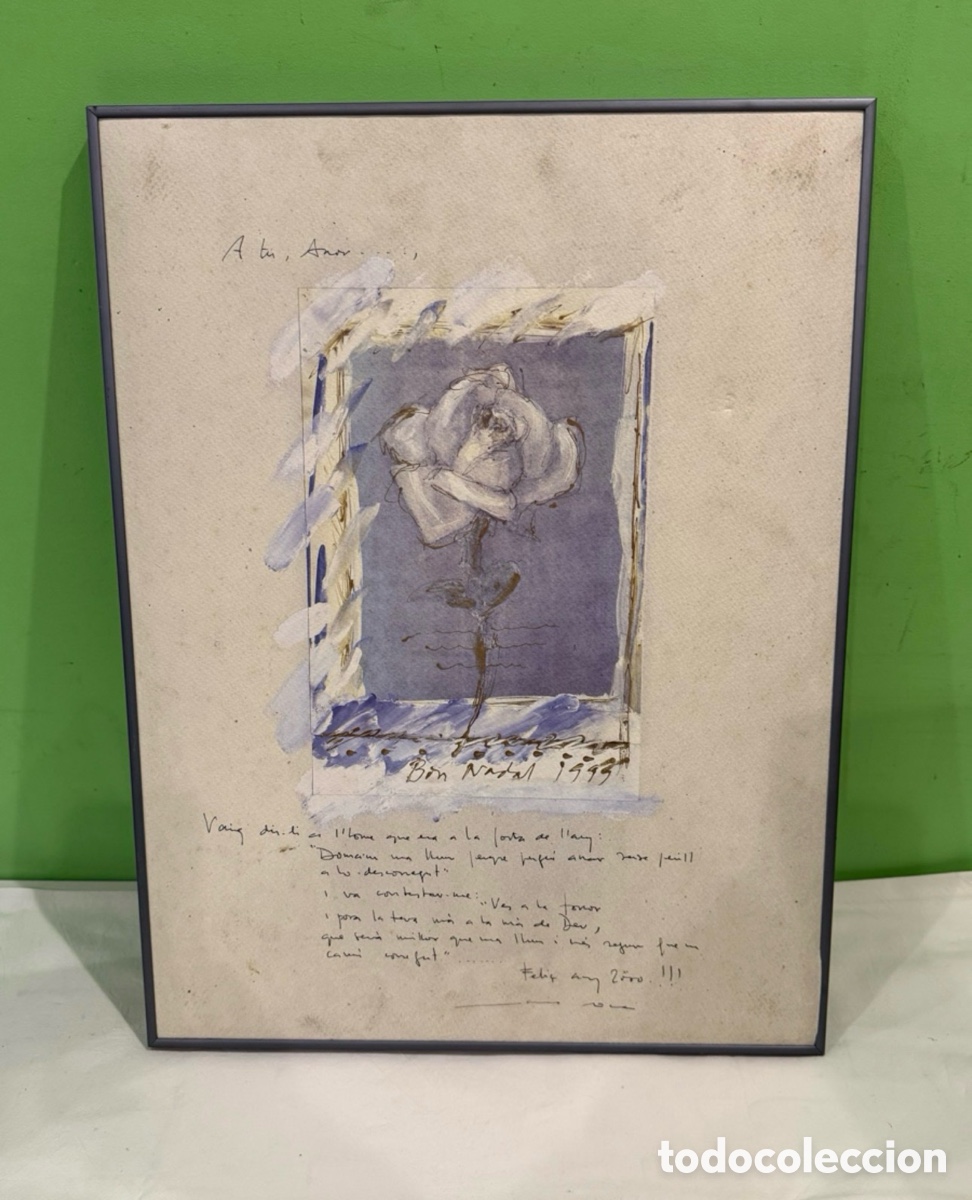 A tu, Amor ....,
Bon Nadal 1999
Vaig dir-li a l'home que era a la porta de l'any:
"Doneu-me una llum perquè pugui anar sense perill
a lo desconegut"
i va contestar-me: "Ves a la foscor
i posa la teva mà a la mà de Déu,
que serà millor que una llum i més segur que un
camí conegut" .......
Feliç any 2000 !!!
todocoleccion